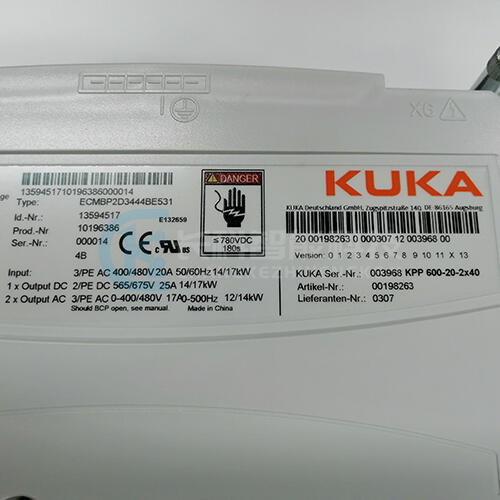 X6
1359451710196386000014
Type: ECMBP2D3444BE531
Id.-Nr: 13594517
Prod.-Nr 10196386
Ser.-Nr: 000014
4B
E132659
CE
DANGER
≤780VDC
180s
Input: 3/PE AC 400/480V 20A 50/60Hz 14/17kW
1 x Output DC 2/PE DC 565/675V 25A 14/17kW
2 x Output AC 3/PE AC 0-400/480V 17A 0-500Hz 12/14kW
Should BCP open, see manual.
KUKA
KUKA Deutschland GmbH, Zugspitzstraße 140, DE-86165 Augsburg
20 00198263 0 000307 12 003968 00
Version: 0 1 2 3 4 5 6 7 8 9 10 11 X 13
KUKA Ser.-Nr.: 003968 KPP 600-20-2x40
Artikel-Nr.: 00198263
Lieferanten-Nr.: 0307